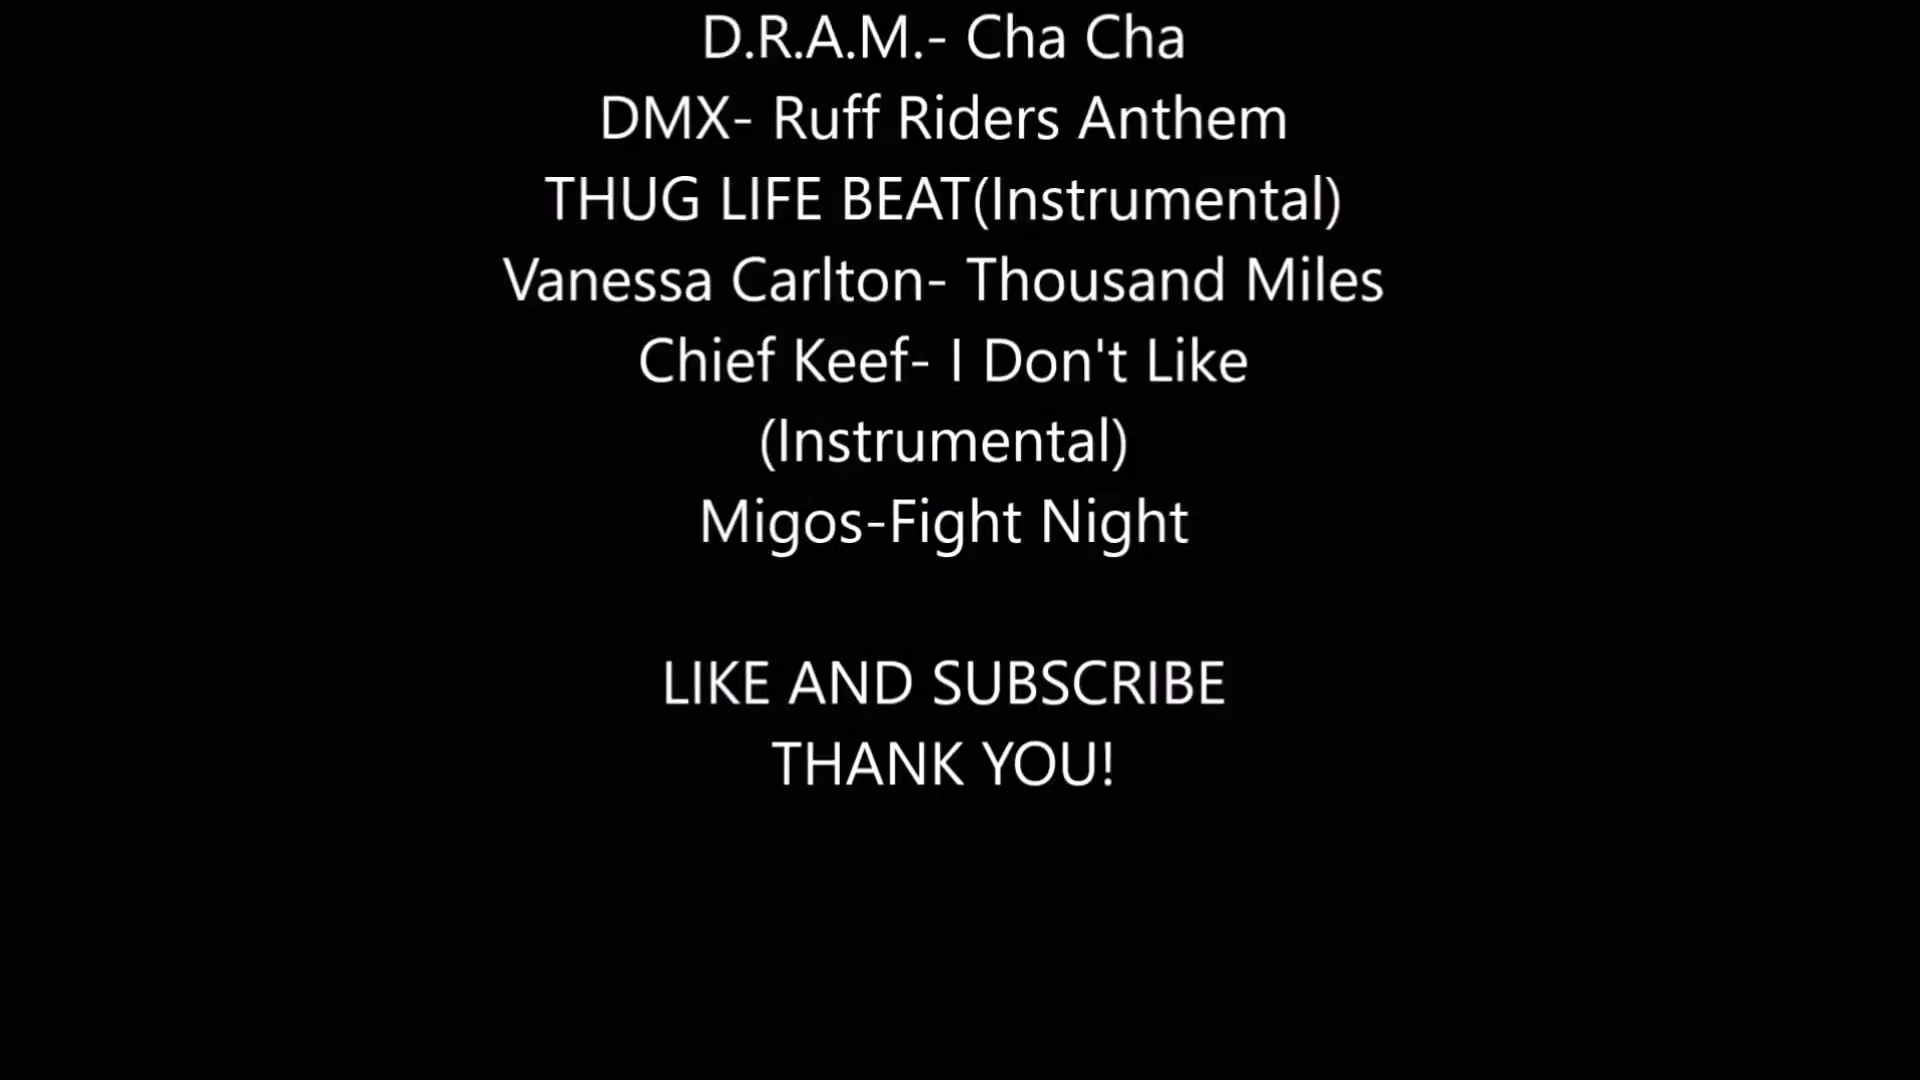 D.R.A.M.- Cha Cha
DMX- Ruff Riders Anthem
THUG LIFE BEAT(Instrumental)
Vanessa Carlton- Thousand Miles
Chief Keef- I Don't Like
(Instrumental)
Migos-Fight Night
LIKE AND SUBSCRIBE
THANK YOU!